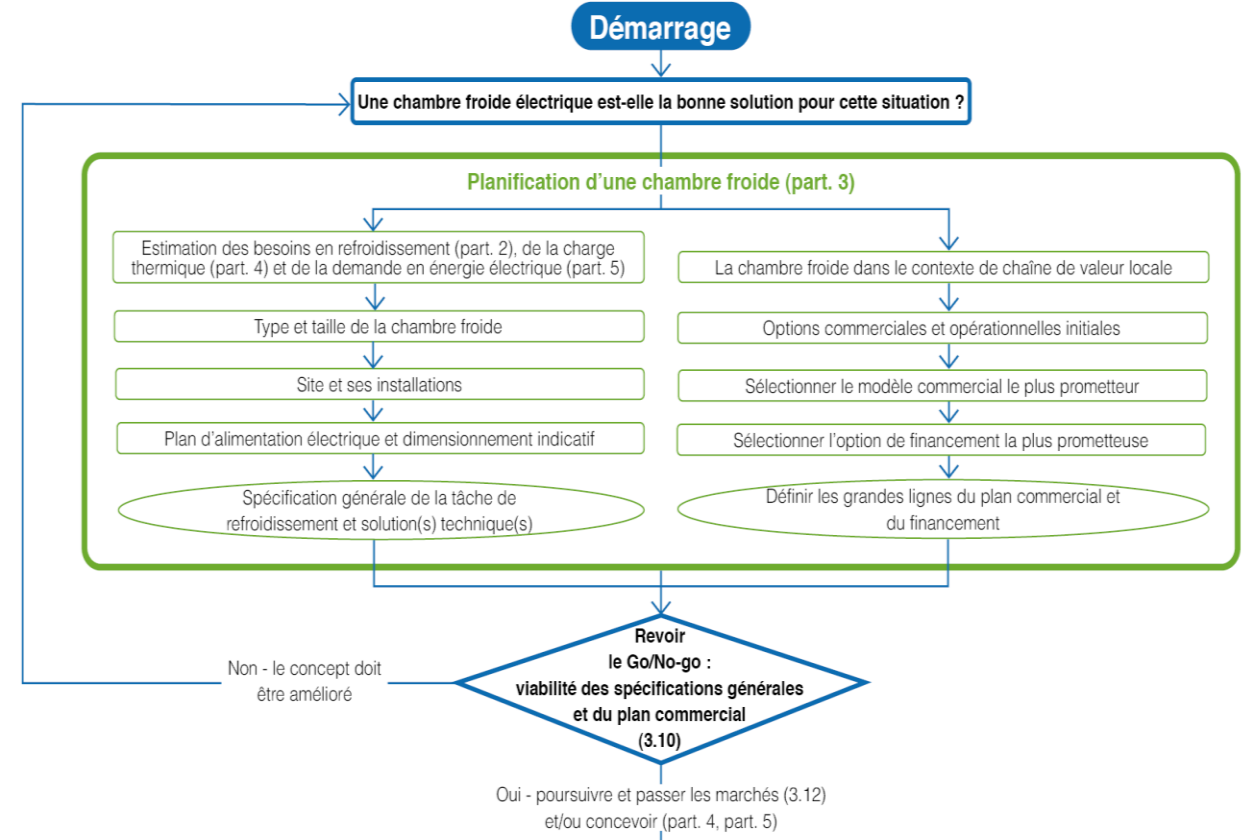 Démarrage
Une chambre froide électrique est-elle la bonne solution pour cette situation ?
Planification d’une chambre froide (part. 3)
Estimation des besoins en refroidissement (part. 2), de la charge
thermique (part. 4) et de la demande en énergie électrique (part. 5)
Type et taille de la chambre froide
Site et ses installations
Plan d’alimentation électrique et dimensionnement indicatif
Spécification générale de la tâche de
refroidissement et solution(s) technique(s)
La chambre froide dans le contexte de chaîne de valeur locale
Options commerciales et opérationnelles initiales
Sélectionner le modèle commercial le plus prometteur
Sélectionner l’option de financement la plus prometteuse
Définir les grandes lignes du plan commercial et
du financement
Revoir
le Go/No-go :
viabilité des spécifications générales
et du plan commercial
(3.10)
Non - le concept doit
être amélioré
Oui - poursuivre et passer les marchés (3.12)
et/ou concevoir (part. 4, part. 5)